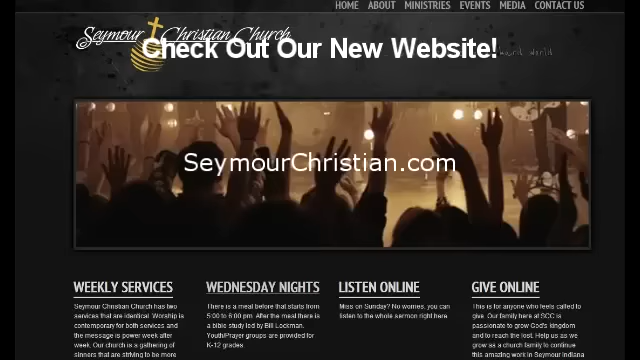 HOME ABOUT MINISTRIES EVENTS MEDIA CONTACT US
Seymour Christian Church
Check Out Our New Website!
world
SeymourChristian.com
WEEKLY SERVICES
Seymour Christian Church has two
services that are identical. Worship is
contemporary for both services and
the message is power week after
week. Our church is a gathering of
sinners that are striving to be more
WEDNESDAY NIGHTS
There is a meal before that starts from
5:00 to 6:00 pm. After the meal there is
a bible study led by Bill Lockman.
Youth/Prayer groups are provided for
K-12 grades.
LISTEN ONLINE
Miss on Sunday? No worries, you can
listen to the whole sermon right here.
GIVE ONLINE
This is for anyone who feels called to
give. Our family here at SCC is
passionate to grow God's kingdom
and to reach the lost. Help us as we
grow as a church family to continue
this amazing work in Seymour Indiana